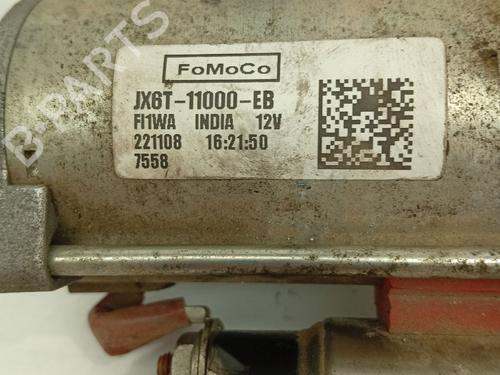 B-PARTS
FoMoCo
JX6T-11000-EB
FI1WA INDIA 12V
221108 16:21:50
7558